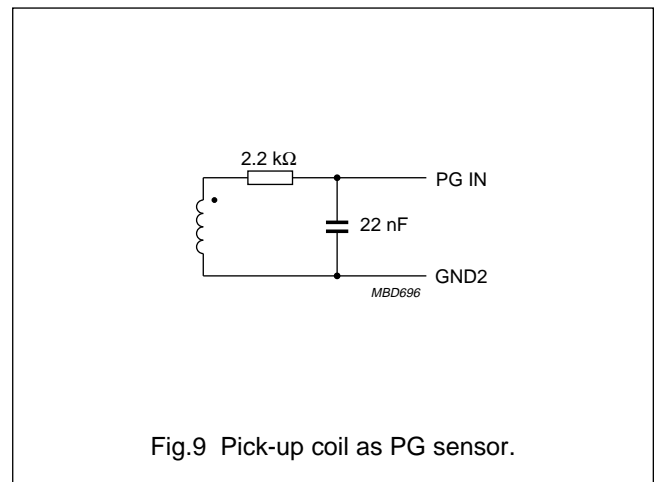 2.2 kΩ
PG IN
22 nF
GND2
MBD696
Fig.9 Pick-up coil as PG sensor.